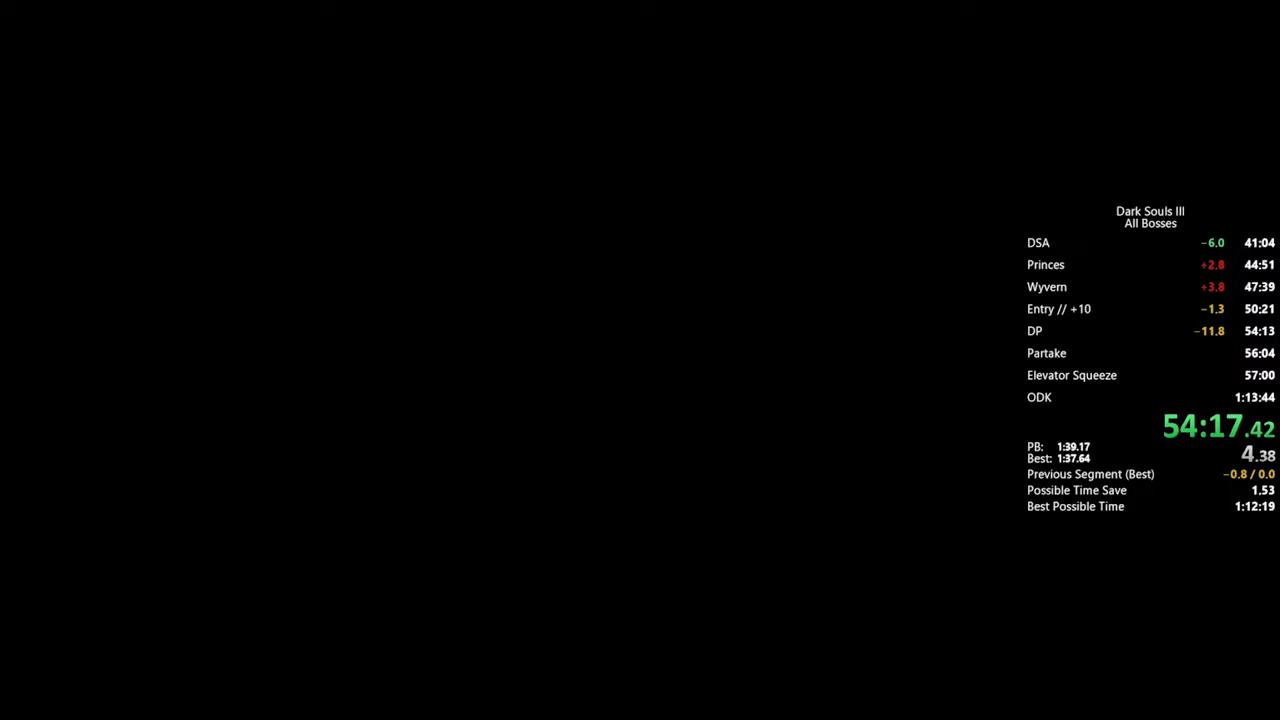 Dark Souls III
All Bosses
DSA −6.0 41:04
Princes +2.8 44:51
Wyvern +3.8 47:39
Entry // +10 −1.3 50:21
DP −11.8 54:13
Partake 56:04
Elevator Squeeze 57:00
ODK 1:13:44
54:17.42
PB: 1:39.17 4.38
Best: 1:37.64
Previous Segment (Best) −0.8 / 0.0
Possible Time Save 1.53
Best Possible Time 1:12:19